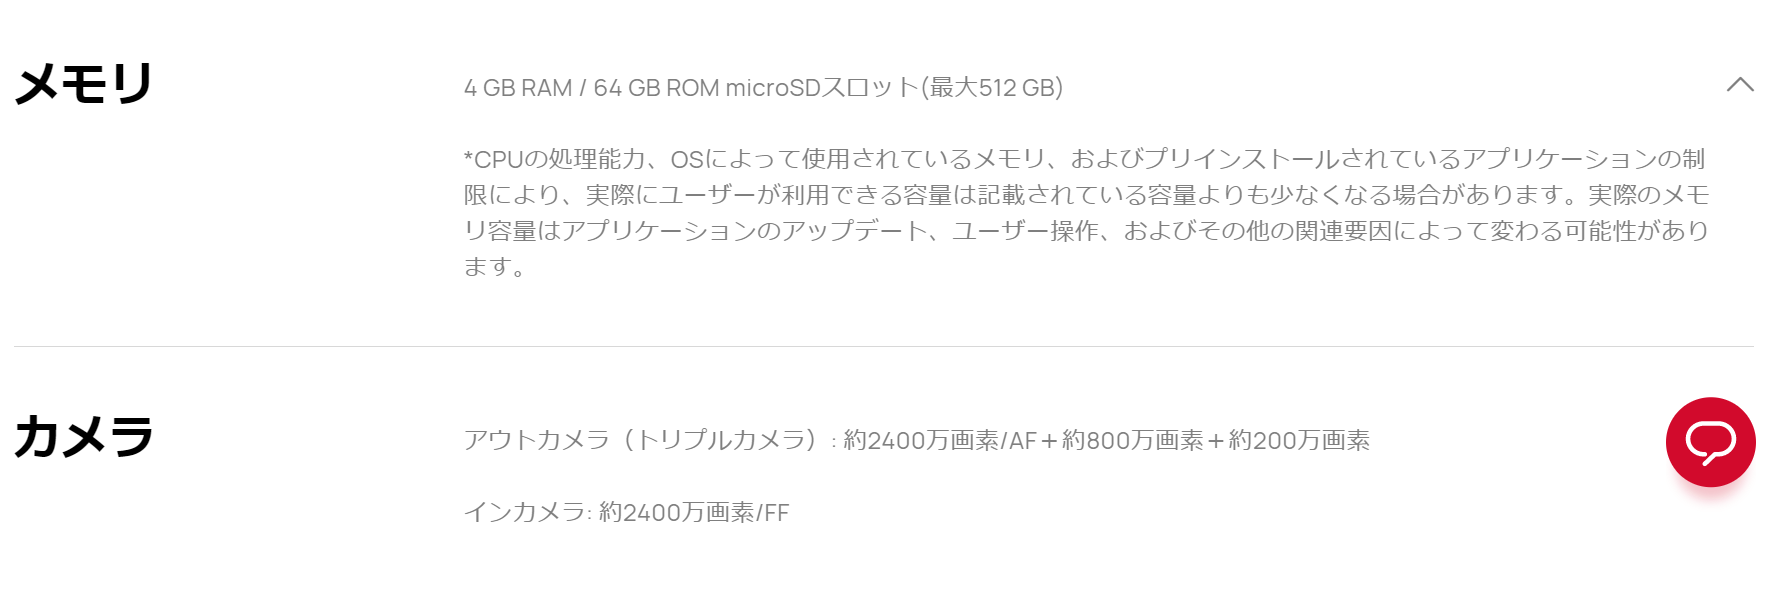 メモリ
4 GB RAM / 64 GB ROM microSDスロット(最大512 GB)
*CPUの処理能力、OSによって使用されているメモリ、およびプリインストールされているアプリケーションの制
限により、実際にユーザーが利用できる容量は記載されている容量よりも少なくなる場合があります。実際のメモ
リ容量はアプリケーションのアップデート、ユーザー操作、およびその他の関連要因によって変わる可能性があり
ます。
カメラ
アウトカメラ（トリプルカメラ）: 約2400万画素/AF＋約800万画素＋約200万画素
インカメラ: 約2400万画素/FF